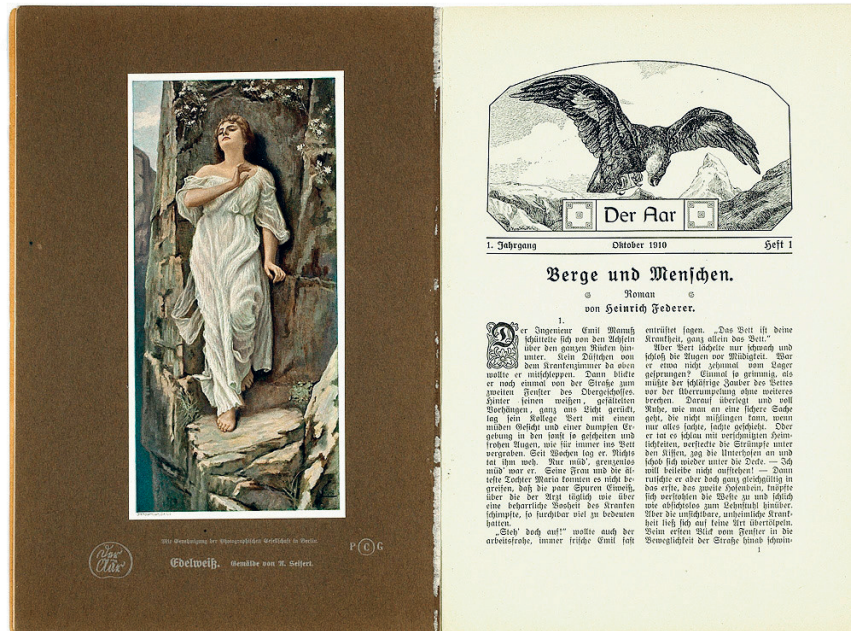 Mit Genehmigung der Photographischen Gesellschaft in Berlin.
Der
Aar
P C G
Edelweiß. Gemälde von A. Seifert.
Der Aar
1. Jahrgang Oktober 1910 Heft 1
Berge und Menschen.
Roman
von Heinrich Federer.
1.
Der Ingenieur Emil Manuß
schüttelte sich von den Achseln
über den ganzen Rücken hin-
unter. Kein Düftchen von
dem Krankenzimmer da oben
wollte er mitschleppen. Dann blickte
er noch einmal von der Straße zum
zweiten Fenster des Obergeschosses.
Hinter seinen weißen, gefältelten
Vorhängen, ganz ans Licht gerückt,
lag sein Kollege Bert mit einem
müden Gesicht und einer dumpfen Er-
gebung in den sonst so gescheiten und
frohen Augen, wie für immer ins Bett
vergraben. Seit Wochen lag er. Nichts
tat ihm weh. Nur müd', grenzenlos
müd' war er. Seine Frau und die äl-
teste Tochter Maria konnten es nicht be-
greifen, daß die paar Spuren Eiweiß,
über die der Arzt täglich wie über
eine beharrliche Bosheit des Kranken
schimpfte, so furchtbar viel zu bedeuten
hatten.
„Steh' doch auf!“ wollte auch der
arbeitsfrohe, immer frische Emil fast
entrüstet sagen. „Das Bett ist deine
Krankheit, ganz allein das Bett.“
Aber Bert lächelte nur schwach und
schloß die Augen vor Müdigkeit. War
er etwa nicht zehnmal vom Lager
gesprungen? Einmal so grimmig, als
müßte der schläfrige Zauber des Bettes
vor der Überrumpelung ohne weiteres
brechen. Darauf überlegt und voll
Ruhe, wie man an eine sichere Sache
geht, die nicht mißlingen kann, wenn
nur alles sachte, sachte geschieht. Oder
er tat es schlau mit verschmitzten Heim-
lichkeiten, versteckte die Strümpfe unter
den Kissen, zog die Unterhosen an und
schob sich wieder unter die Decke. — Ich
will beileibe nicht aufstehen! — Dann
rutschte er aber doch ganz gleichgültig in
das erste, das zweite Hosenbein, knöpfte
sich verstohlen die Weste zu und schlich
wie absichtslos zum Lehnstuhl hinüber.
Aber die unsichtbare, unheimliche Krank-
heit ließ sich auf keine Art übertölpeln.
Beim ersten Blick vom Fenster in die
Beweglichkeit der Straße hinab schwin-
1